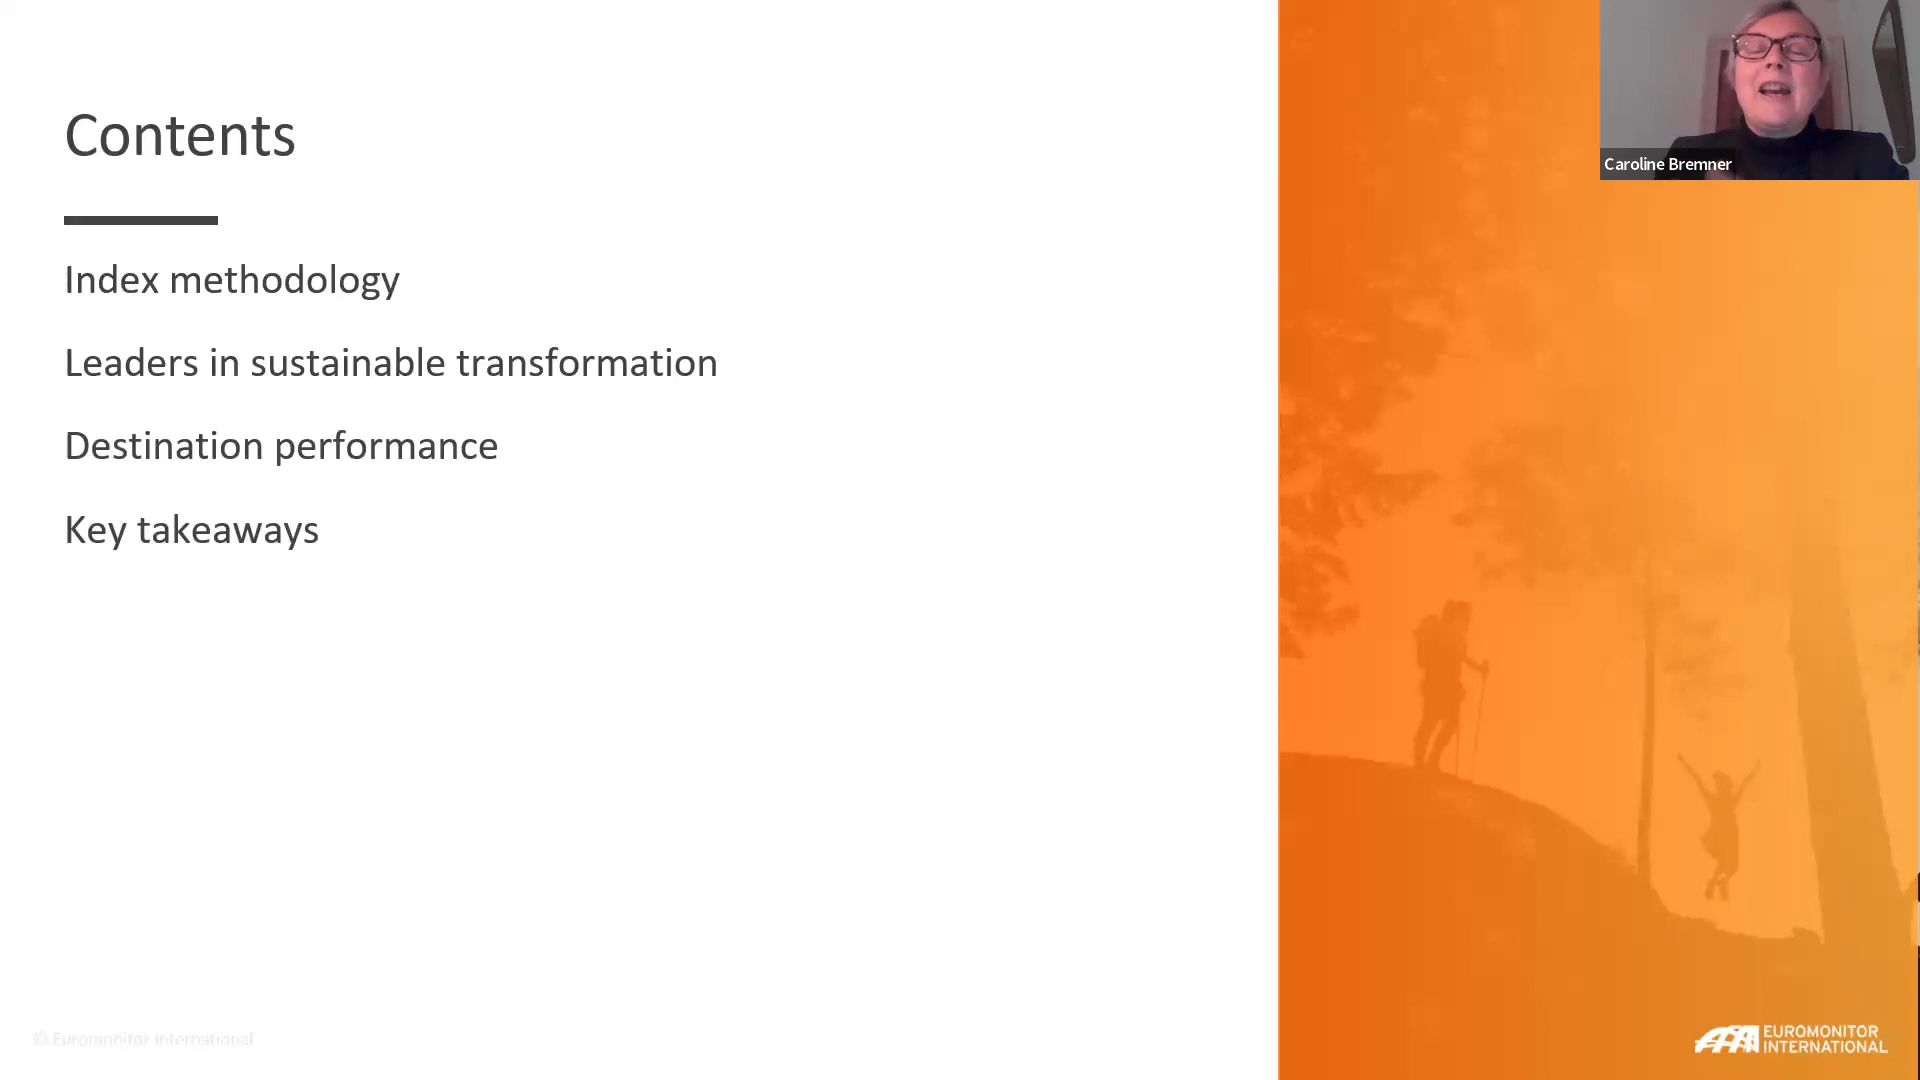 Contents
Index methodology
Leaders in sustainable transformation
Destination performance
Key takeaways
Caroline Bremner
© Euromonitor International
EUROMONITOR
INTERNATIONAL